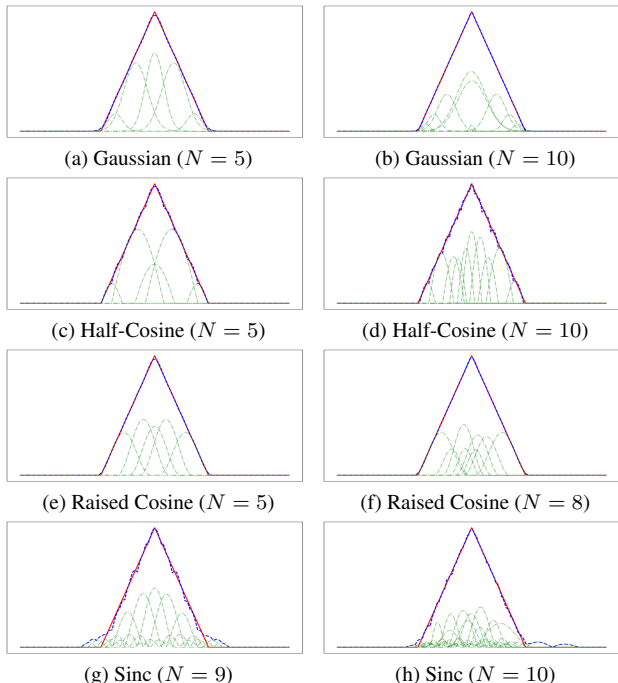 (a) Gaussian (N = 5)
(b) Gaussian (N = 10)
(c) Half-Cosine (N = 5)
(d) Half-Cosine (N = 10)
(e) Raised Cosine (N = 5)
(f) Raised Cosine (N = 8)
(g) Sinc (N = 9)
(h) Sinc (N = 10)